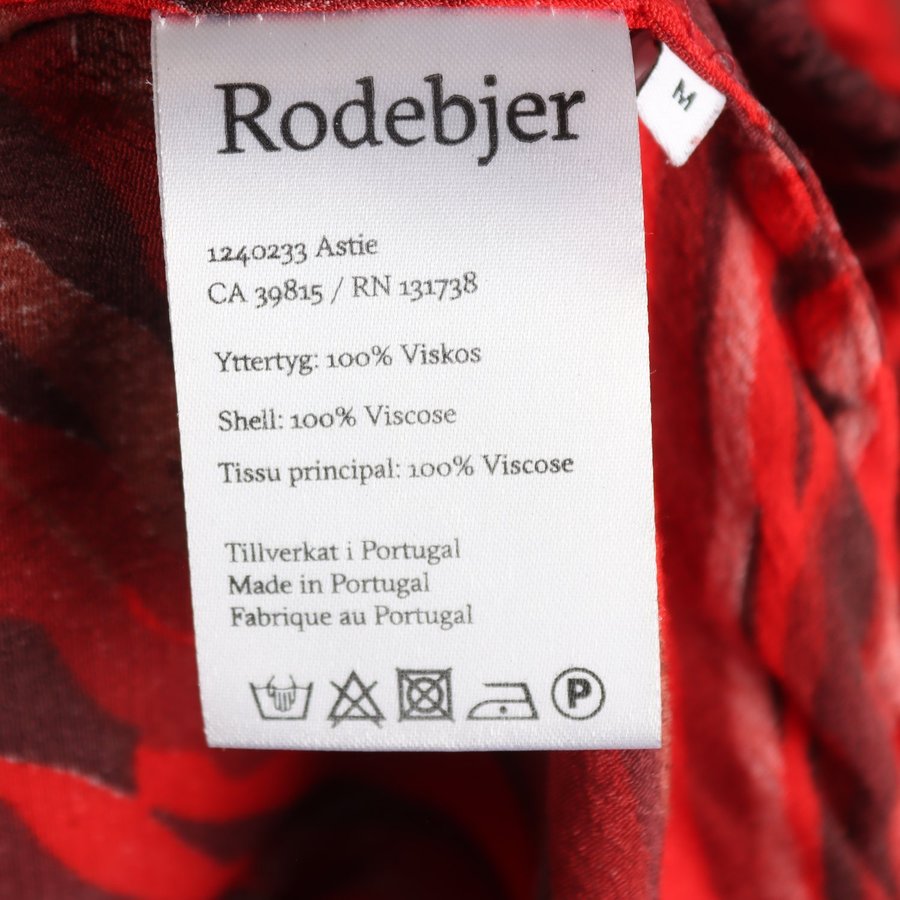 Rodebjer
M
1240233 Astie
CA 39815 / RN 131738
Yttertyg: 100% Viskos
Shell: 100% Viscose
Tissu principal: 100% Viscose
Tillverkat i Portugal
Made in Portugal
Fabrique au Portugal
P